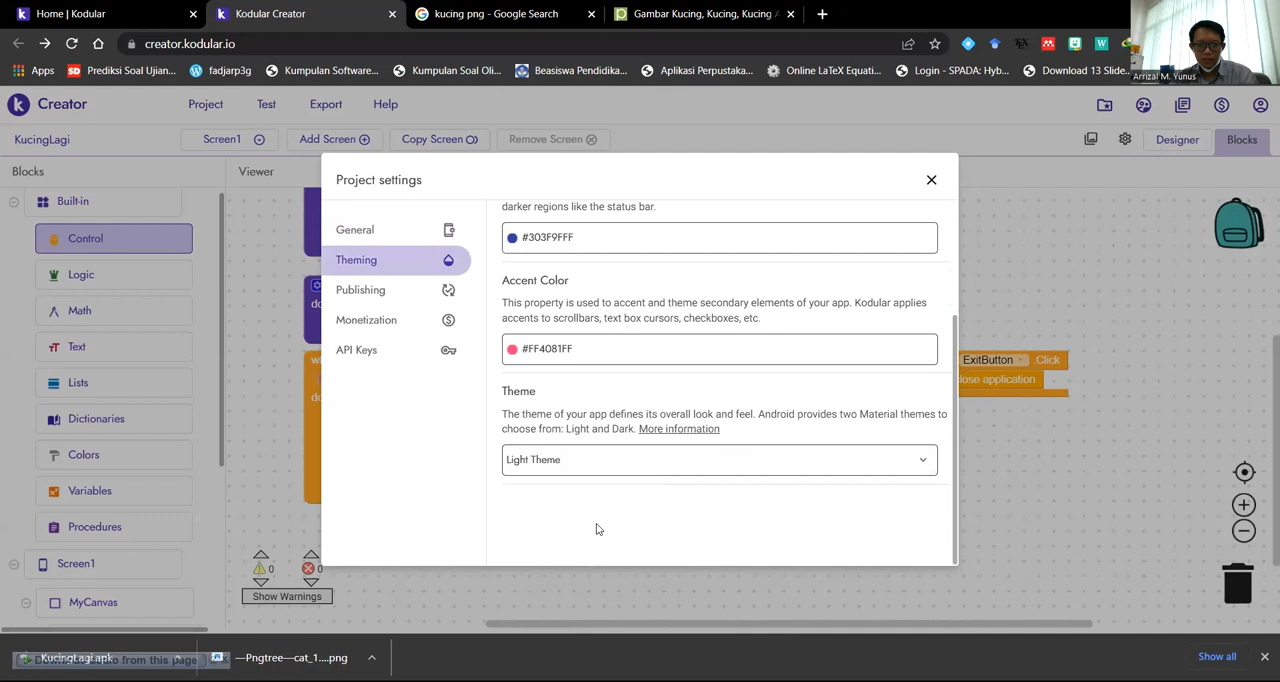 Home | Kodular
Kodular Creator
kucing png - Google Search
Gambar Kucing, Kucing, Kucing
creator.kodular.io
Apps
Prediksi Soal Ujian...
fadjarp3g
Kumpulan Software...
Kumpulan Soal Oli...
Beasiswa Pendidika...
Aplikasi Perpustaka...
Online LaTeX Equati...
Login - SPADA: Hyb...
Download 13 Slide...
Arrizal M. Yunus
Creator
Project
Test
Export
Help
KucingLagi
Screen1
Add Screen
Copy Screen
Remove Screen
Designer
Blocks
Blocks
Viewer
Built-in
Control
Logic
Math
Text
Lists
Dictionaries
Colors
Variables
Procedures
Screen1
MyCanvas
Project settings
General
Theming
Publishing
Monetization
API Keys
darker regions like the status bar.
#303F9FFF
Accent Color
This property is used to accent and theme secondary elements of your app. Kodular applies
accents to scrollbars, text box cursors, checkboxes, etc.
#FF4081FF
Theme
The theme of your app defines its overall look and feel. Android provides two Material themes to
choose from: Light and Dark. More information
Light Theme
do
do
ExitButton .Click
close application
0
0
Show Warnings
KucingLagi.apk
—Pngtree—cat_1....png
Show all